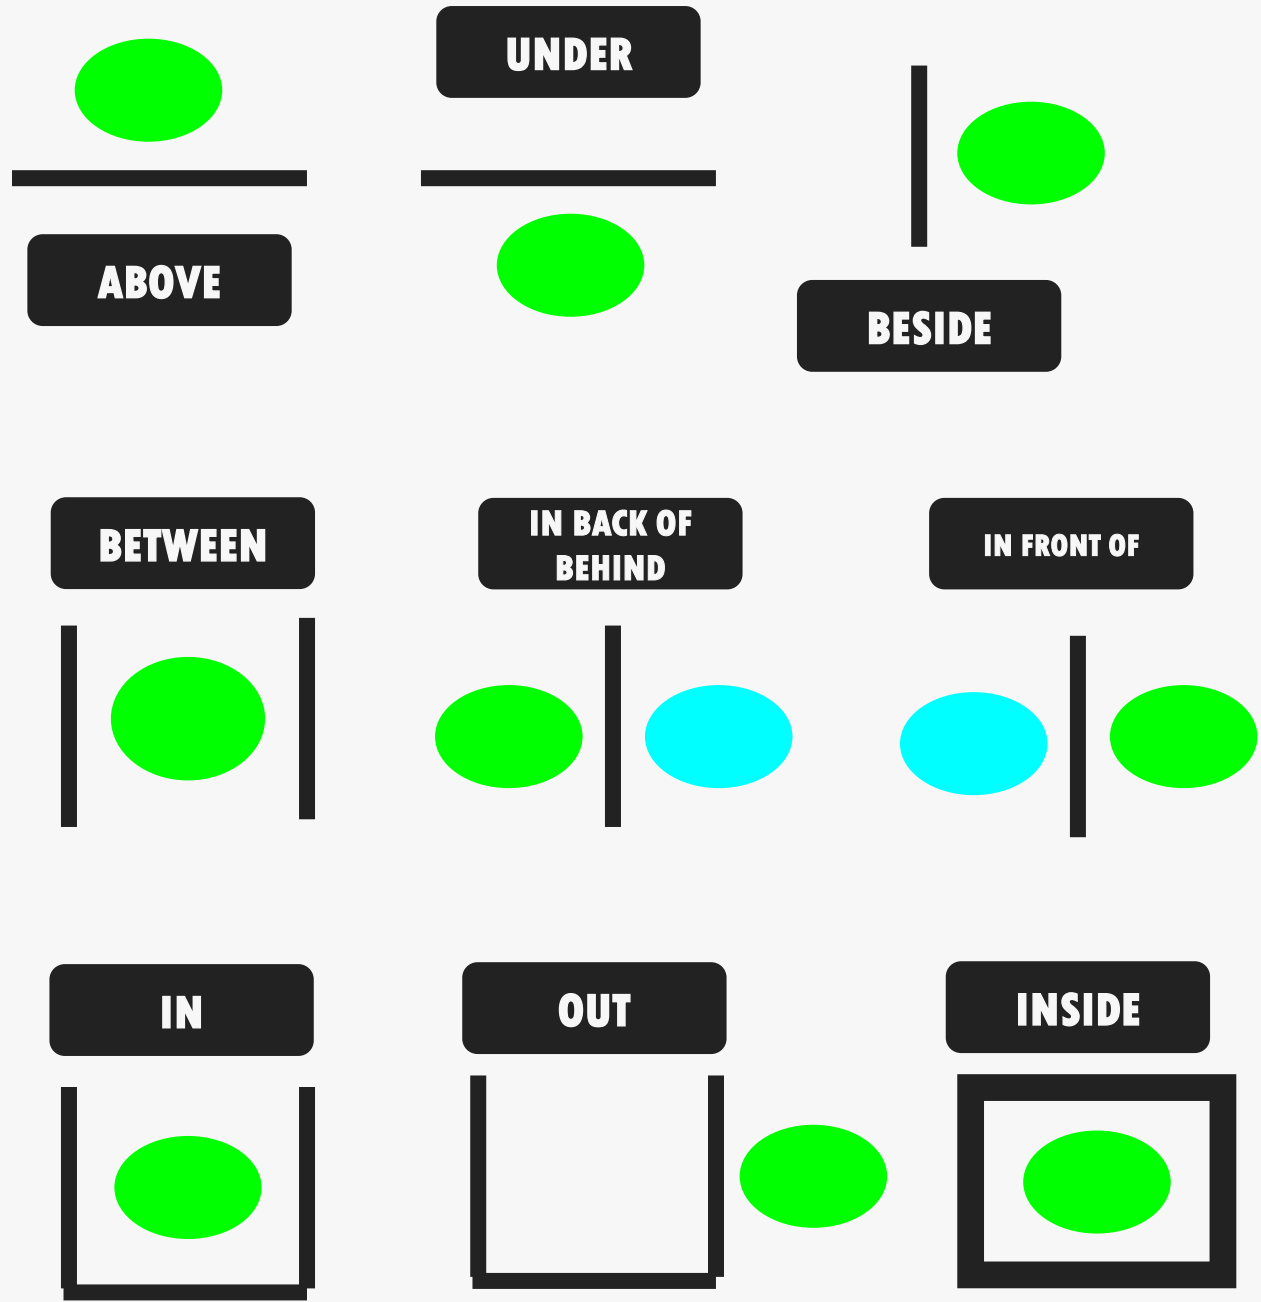 UNDER
ABOVE
BESIDE
BETWEEN
IN BACK OF
BEHIND
IN FRONT OF
IN
OUT
INSIDE